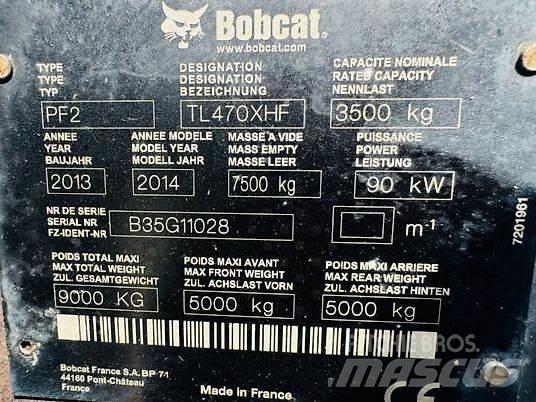 Bobcat
www.bobcat.com
TYPE DESIGNATION CAPACITE NOMINALE
TYPE DESIGNATION RATED CAPACITY
TYP BEZEICHNUNG NENNLAST
PF2 TL470XHF 3500 kg
ANNEE ANNEE MODELE MASSE A VIDE PUISSANCE
YEAR MODEL YEAR MASS EMPTY POWER
BAUJAHR MODELL JAHR MASSE LEER LEISTUNG
2013 2014 7500 kg 90 kW
NR DE SERIE
SERIAL NR
FZ-IDENT-NR
B35G11028 m-1
7201961
POIDS TOTAL MAXI POIDS MAXI AVANT POIDS MAXI ARRIERE
MAX TOTAL WEIGHT MAX FRONT WEIGHT MAX REAR WEIGHT
ZUL. GESAMTGEWICHT ZUL. ACHSLAST VORN ZUL. ACHSLAST HINTEN
9000 KG 5000 kg 5000 kg
Bobcat France S.A. BP 71
44160 Pont-Château
France
Made in France
CE
MACHINEBROKERS
MASCUS